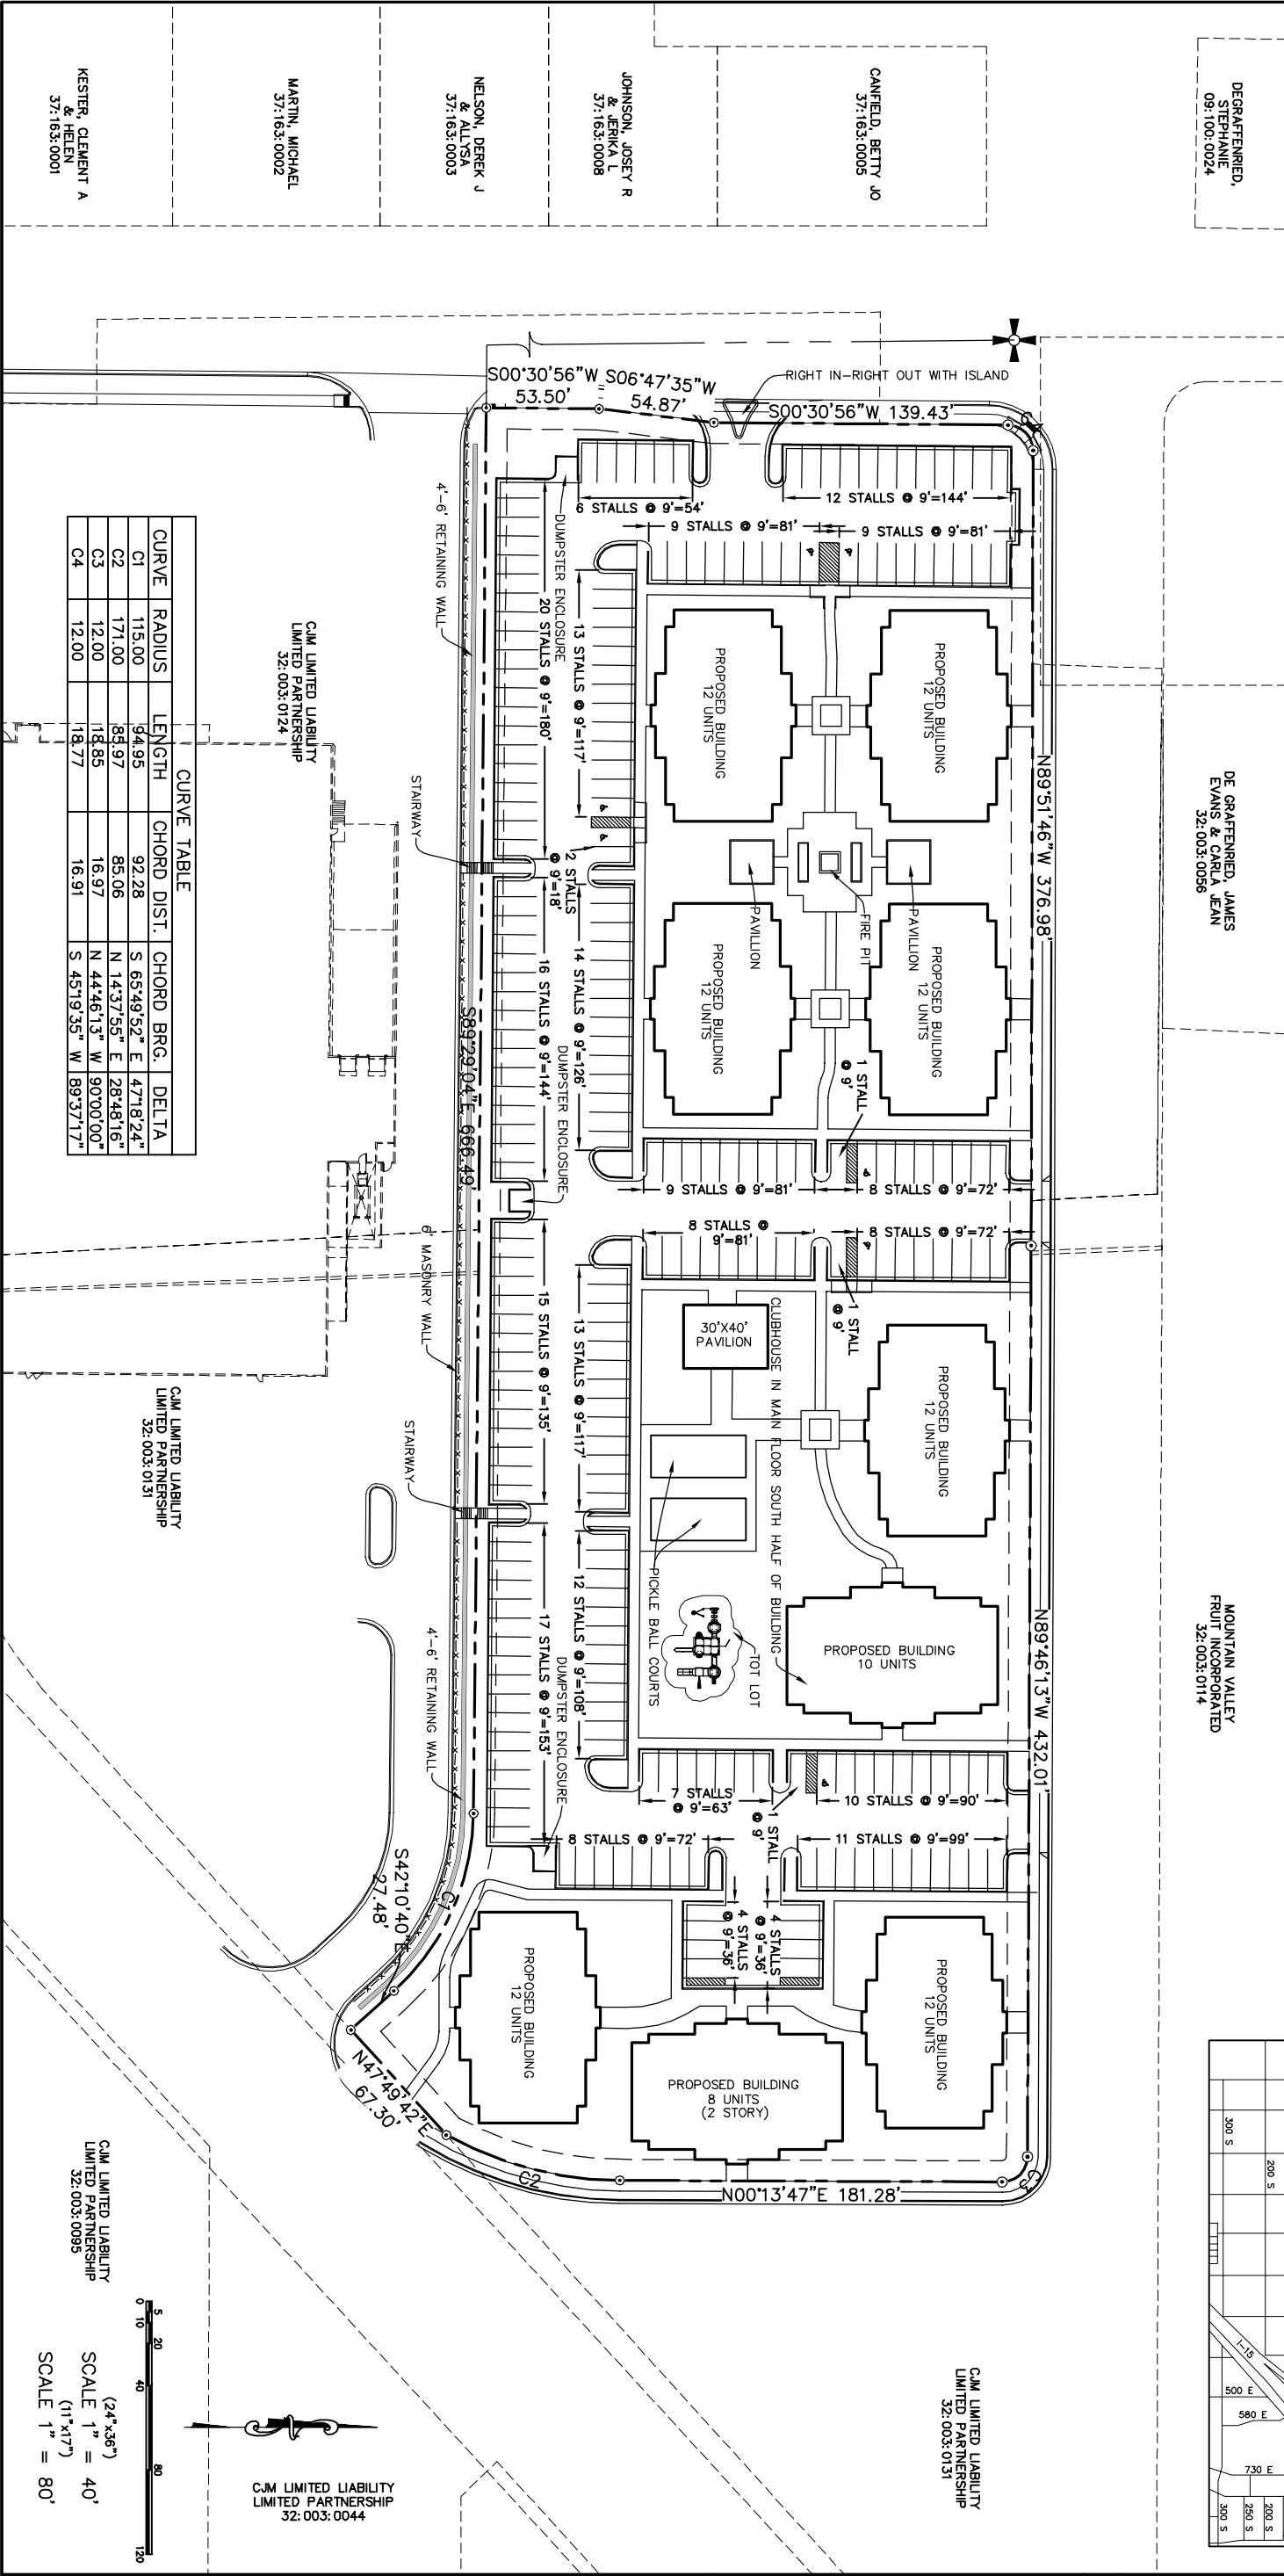 DEGRAFFENRIED,
STEPHANIE
09:100:0024
CANFIELD, BETTY JO
37:163:0005
JOHNSON, JOSEY R
& JERIKA L
37:163:0008
NELSON, DEREK J
& ALLYSA
37:163:0003
MARTIN, MICHAEL
37:163:0002
KESTER, CLEMENT A
& HELEN
37:163:0001
DE GRAFFENRIED, JAMES
EVANS & CARLA JEAN
32:003:0056
MOUNTAIN VALLEY
FRUIT INCORPORATED
32:003:0114
S00°30'56"W
53.50'
S06°47'35"W
54.87'
RIGHT IN-RIGHT OUT WITH ISLAND
S00°30'56"W 139.43'
N89°51'46"W 376.98'
N89°46'13"W 432.01'
6 STALLS @ 9'=54'
12 STALLS @ 9'=144'
9 STALLS @ 9'=81'
9 STALLS @ 9'=81'
DUMPSTER ENCLOSURE
4'-6' RETAINING WALL
20 STALLS @ 9'=180'
13 STALLS @ 9'=117'
PROPOSED BUILDING
12 UNITS
PROPOSED BUILDING
12 UNITS
PAVILLION
PAVILLION
FIRE PIT
PROPOSED BUILDING
12 UNITS
PROPOSED BUILDING
12 UNITS
STAIRWAY
2 STALLS
@ 9'=18'
14 STALLS @ 9'=126'
16 STALLS @ 9'=144'
DUMPSTER ENCLOSURE
S89°29'04"E 666.49'
1 STALL
@ 9'
9 STALLS @ 9'=81'
8 STALLS @ 9'=72'
8 STALLS @
9'=81'
8 STALLS @ 9'=72'
1 STALL
@ 9'
6' MASONRY WALL
15 STALLS @ 9'=135'
13 STALLS @ 9'=117'
30'X40'
PAVILION
CLUBHOUSE IN MAIN FLOOR SOUTH HALF OF BUILDING
PROPOSED BUILDING
12 UNITS
STAIRWAY
PICKLE BALL COURTS
TOT LOT
PROPOSED BUILDING
10 UNITS
12 STALLS @ 9'=108'
17 STALLS @ 9'=153'
DUMPSTER ENCLOSURE
4'-6' RETAINING WALL
7 STALLS
@ 9'=63'
1 STALL
@ 9'
10 STALLS @ 9'=90'
8 STALLS @ 9'=72'
11 STALLS @ 9'=99'
4 STALLS
@ 9'=36'
4 STALLS
@ 9'=36'
S42°10'40"E
27.48'
C1
PROPOSED BUILDING
12 UNITS
PROPOSED BUILDING
12 UNITS
PROPOSED BUILDING
8 UNITS
(2 STORY)
N47°49'42"E
67.30'
C2
N00°13'47"E 181.28'
C3
C4
CJM LIMITED LIABILITY
LIMITED PARTNERSHIP
32:003:0124
CJM LIMITED LIABILITY
LIMITED PARTNERSHIP
32:003:0131
CJM LIMITED LIABILITY
LIMITED PARTNERSHIP
32:003:0095
CJM LIMITED LIABILITY
LIMITED PARTNERSHIP
32:003:0044
CJM LIMITED LIABILITY
LIMITED PARTNERSHIP
32:003:0131
CURVE TABLE
CURVE RADIUS LENGTH CHORD DIST. CHORD BRG. DELTA
C1 115.00 94.95 92.28 S 65°49'52" E 47°18'24"
C2 171.00 85.97 85.06 N 14°37'55" E 28°48'16"
C3 12.00 18.85 16.97 N 44°46'13" W 90°00'00"
C4 12.00 18.77 16.91 S 45°19'35" W 89°37'17"
0 5 10 20 40 80 120
(24"x36")
SCALE 1" = 40'
(11"x17")
SCALE 1" = 80'
300 S
200 S
I-15
500 E
580 E
730 E
200 S
250 S
300 S